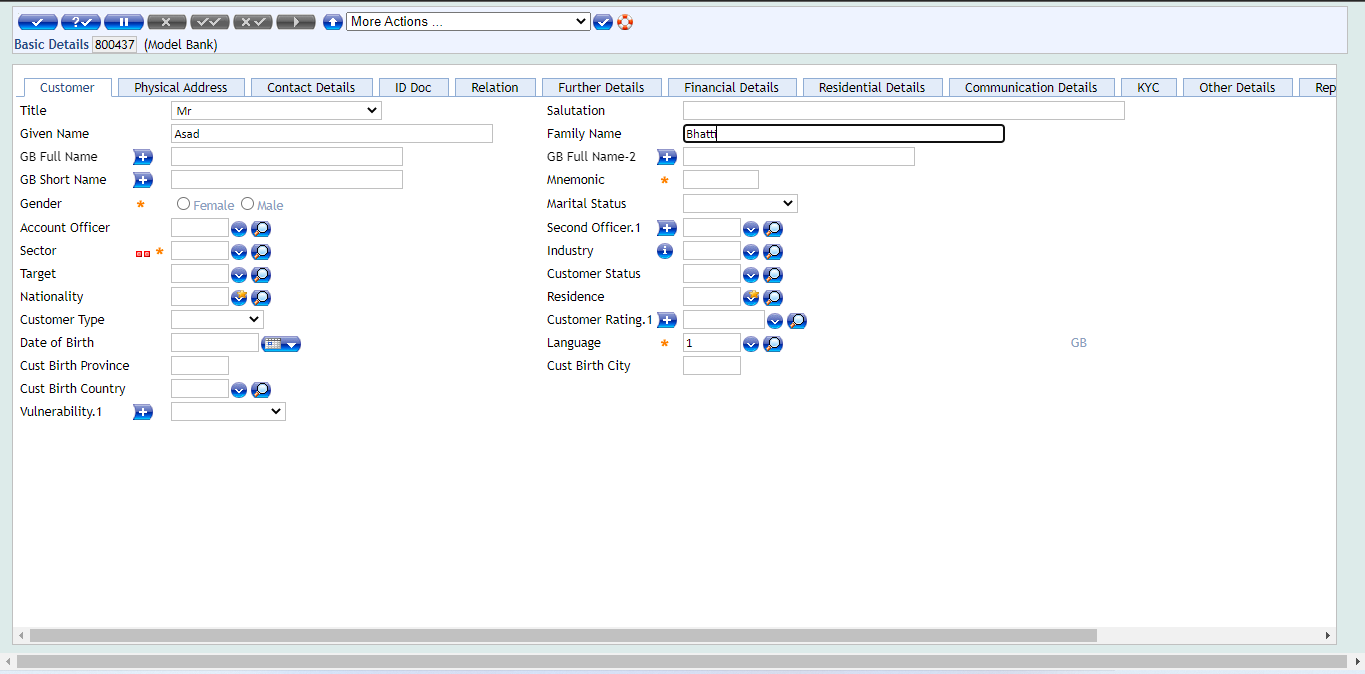 More Actions ...
Basic Details 800437 (Model Bank)
Customer Physical Address Contact Details ID Doc Relation Further Details Financial Details Residential Details Communication Details KYC Other Details Rep
Title Mr Salutation
Given Name Asad Family Name Bhatti
GB Full Name GB Full Name-2
GB Short Name Mnemonic *
Gender * Female Male Marital Status
Account Officer Second Officer.1
Sector * Industry
Target Customer Status
Nationality Residence
Customer Type Customer Rating.1
Date of Birth Language * 1 GB
Cust Birth Province Cust Birth City
Cust Birth Country
Vulnerability.1